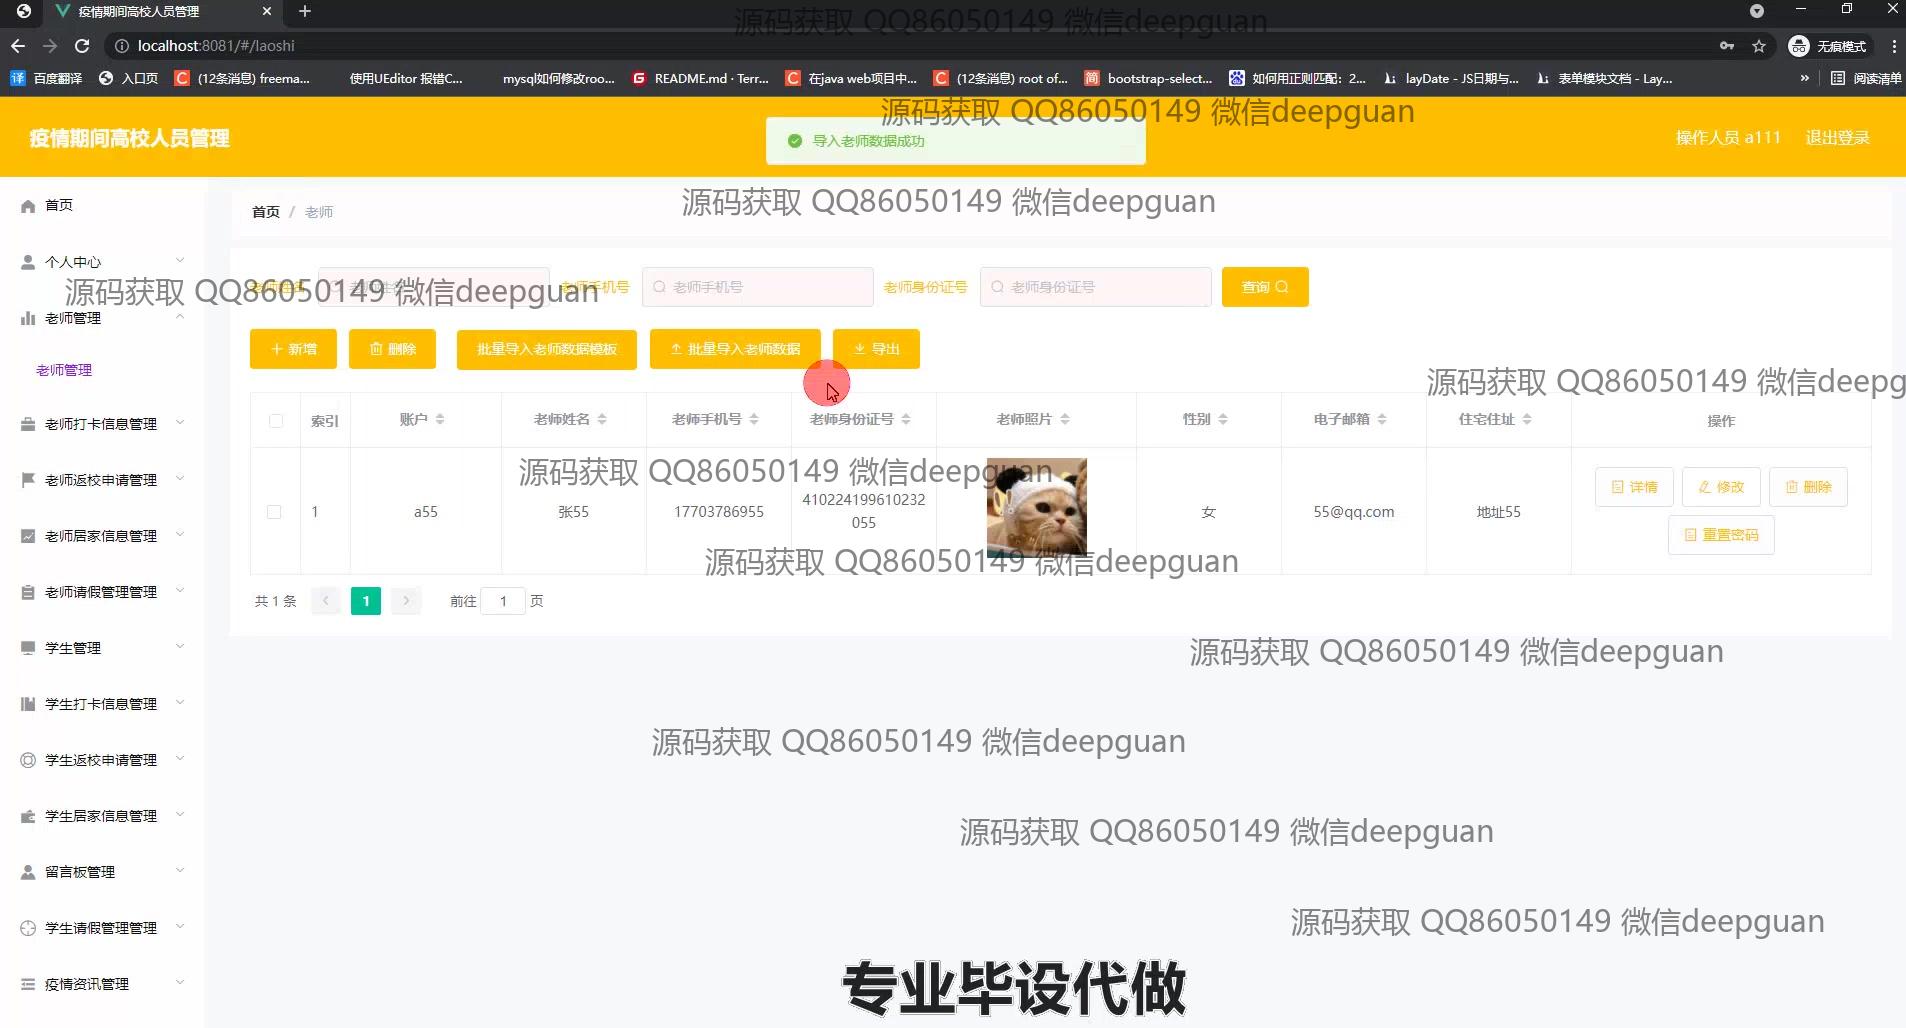 疫情期间高校人员管理
源码获取 QQ86050149 微信deepguan
localhost:8081/#/laoshi
无痕模式
百度翻译
入口页
(12条消息) freema...
使用UEditor 报错C...
mysql如何修改roo...
README.md · Terr...
在java web项目中...
(12条消息) root of...
bootstrap-select...
如何用正则匹配：2...
layDate - JS日期与...
表单模块文档 - Lay...
»
阅读清单
源码获取 QQ86050149 微信deepguan
疫情期间高校人员管理
导入老师数据成功
操作人员 a111
退出登录
首页
首页 / 老师
源码获取 QQ86050149 微信deepguan
个人中心
源码获取 QQ86050149 微信deepguan
老师姓名
老师手机号
老师手机号
老师身份证号
老师身份证号
查询
老师管理
新增
删除
批量导入老师数据模板
批量导入老师数据
导出
老师管理
源码获取 QQ86050149 微信deepg
老师打卡信息管理
索引
账户
老师姓名
老师手机号
老师身份证号
老师照片
性别
电子邮箱
住宅住址
操作
源码获取 QQ86050149 微信deepguan
老师返校申请管理
1
a55
张55
17703786955
410224199610232
055
女
55@qq.com
地址55
详情
修改
删除
重置密码
老师居家信息管理
源码获取 QQ86050149 微信deepguan
老师请假管理管理
共 1 条
1
前往
1
页
学生管理
源码获取 QQ86050149 微信deepguan
学生打卡信息管理
源码获取 QQ86050149 微信deepguan
学生返校申请管理
学生居家信息管理
源码获取 QQ86050149 微信deepguan
留言板管理
学生请假管理管理
源码获取 QQ86050149 微信deepguan
疫情资讯管理
专业毕设代做